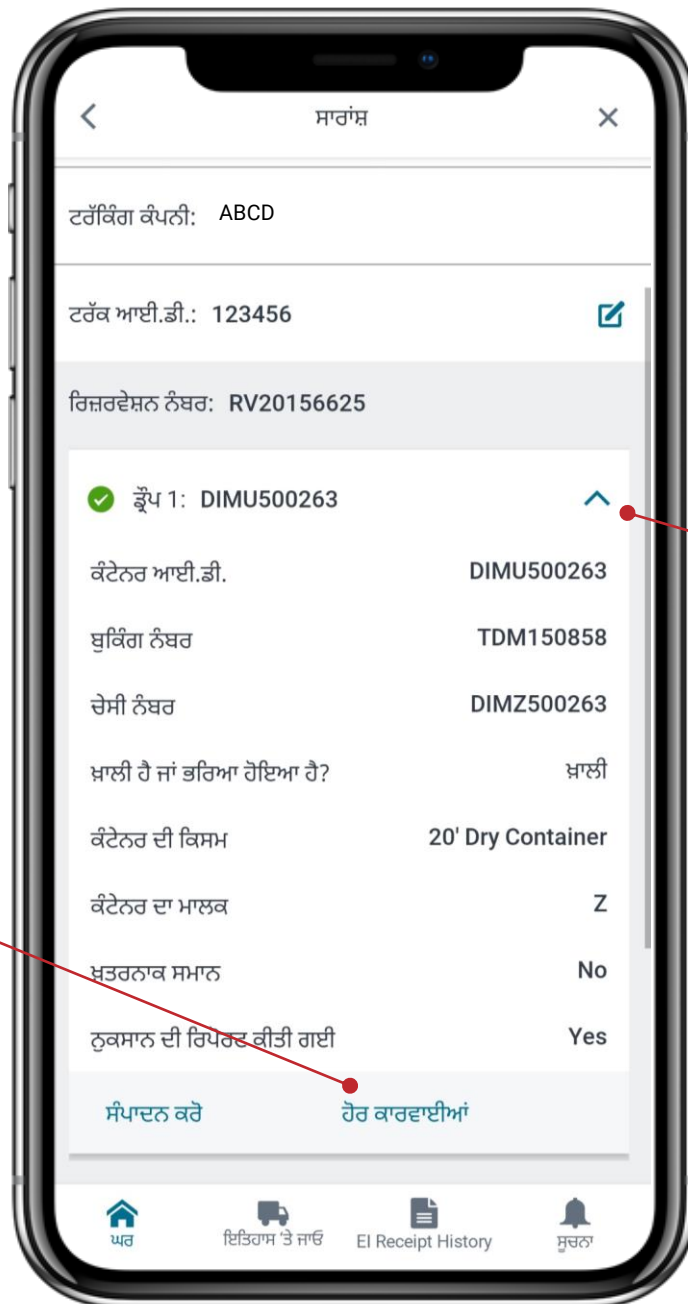 ਸਾਰਾਂਸ਼
ਟਰੱਕਿੰਗ ਕੰਪਨੀ: ABCD
ਟਰੱਕ ਆਈ.ਡੀ.: 123456
ਰਿਜ਼ਰਵੇਸ਼ਨ ਨੰਬਰ: RV20156625
ਡ੍ਰੌਪ 1: DIMU500263
ਕੰਟੇਨਰ ਆਈ.ਡੀ. DIMU500263
ਬੁਕਿੰਗ ਨੰਬਰ TDM150858
ਚੇਸੀ ਨੰਬਰ DIMZ500263
ਖ਼ਾਲੀ ਹੈ ਜਾਂ ਭਰਿਆ ਹੋਇਆ ਹੈ? ਖ਼ਾਲੀ
ਕੰਟੇਨਰ ਦੀ ਕਿਸਮ 20' Dry Container
ਕੰਟੇਨਰ ਦਾ ਮਾਲਕ Z
ਖ਼ਤਰਨਾਕ ਸਮਾਨ No
ਨੁਕਸਾਨ ਦੀ ਰਿਪੋਰਟ ਕੀਤੀ ਗਈ Yes
ਸੰਪਾਦਨ ਕਰੋ ਹੋਰ ਕਾਰਵਾਈਆਂ
ਘਰ ਇਤਿਹਾਸ 'ਤੇ ਜਾਓ EI Receipt History ਸੂਚਨਾ